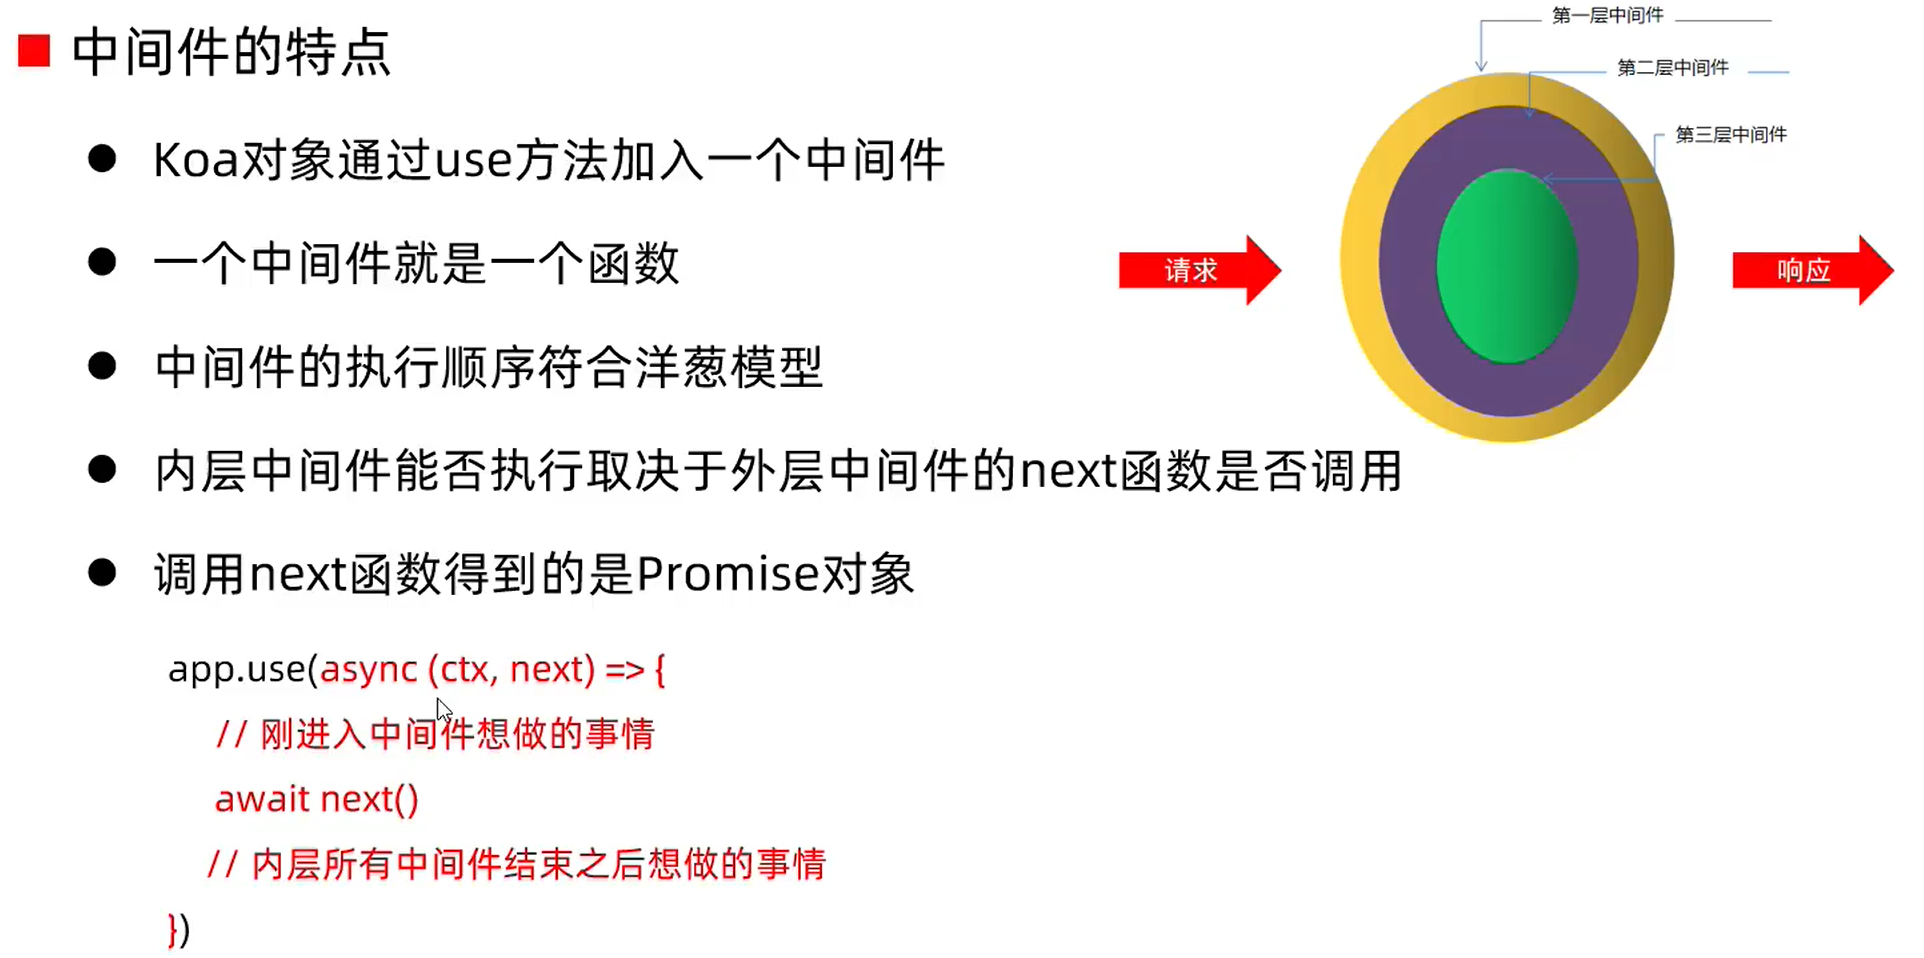 中间件的特点
Koa对象通过use方法加入一个中间件
一个中间件就是一个函数
中间件的执行顺序符合洋葱模型
内层中间件能否执行取决于外层中间件的next函数是否调用
调用next函数得到的是Promise对象
app.use(async (ctx, next) => {
// 刚进入中间件想做的事情
await next()
// 内层所有中间件结束之后想做的事情
})
第一层中间件
第二层中间件
第三层中间件
请求
响应